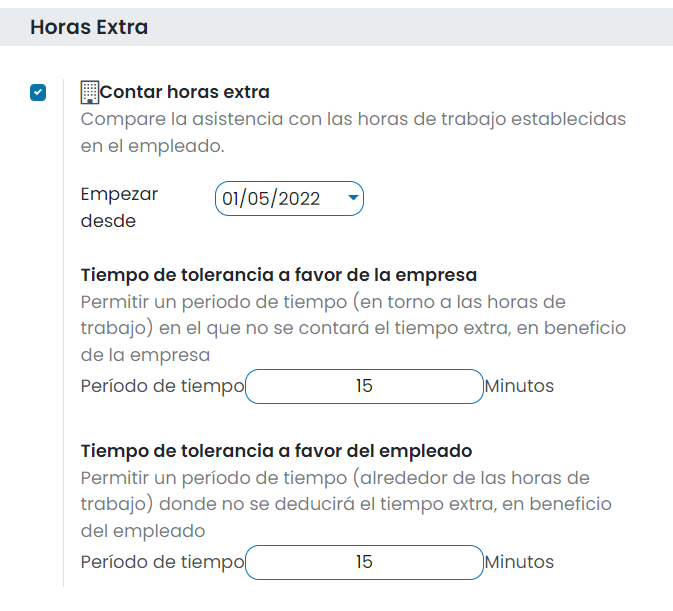 Horas Extra
Contar horas extra
Compare la asistencia con las horas de trabajo establecidas
en el empleado.
Empezar
desde
01/05/2022
Tiempo de tolerancia a favor de la empresa
Permitir un periodo de tiempo (en torno a las horas de
trabajo) en el que no se contará el tiempo extra, en beneficio
de la empresa
Período de tiempo 15 Minutos
Tiempo de tolerancia a favor del empleado
Permitir un período de tiempo (alrededor de las horas de
trabajo) donde no se deducirá el tiempo extra, en beneficio
del empleado
Período de tiempo 15 Minutos